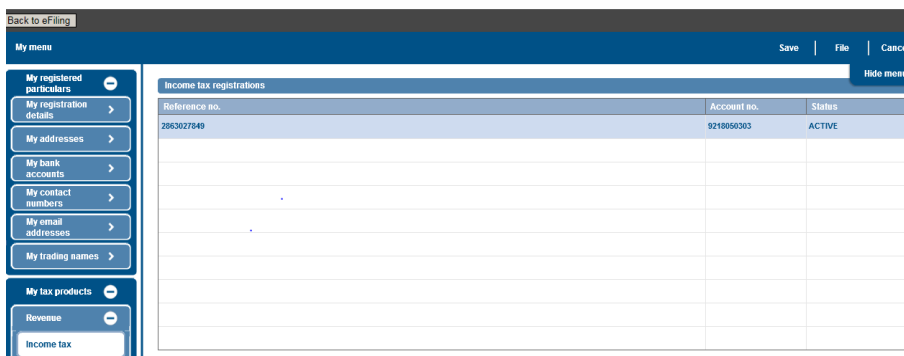 Back to eFiling
My menu
Save
File
Hide menu
My registered
particulars
My registration
details
My addresses
My bank
accounts
My contact
numbers
My email
addresses
My trading names
My tax products
Revenue
Income tax
Income tax registrations
Reference no.
Account no.
Status
2863027849
9218050303
ACTIVE